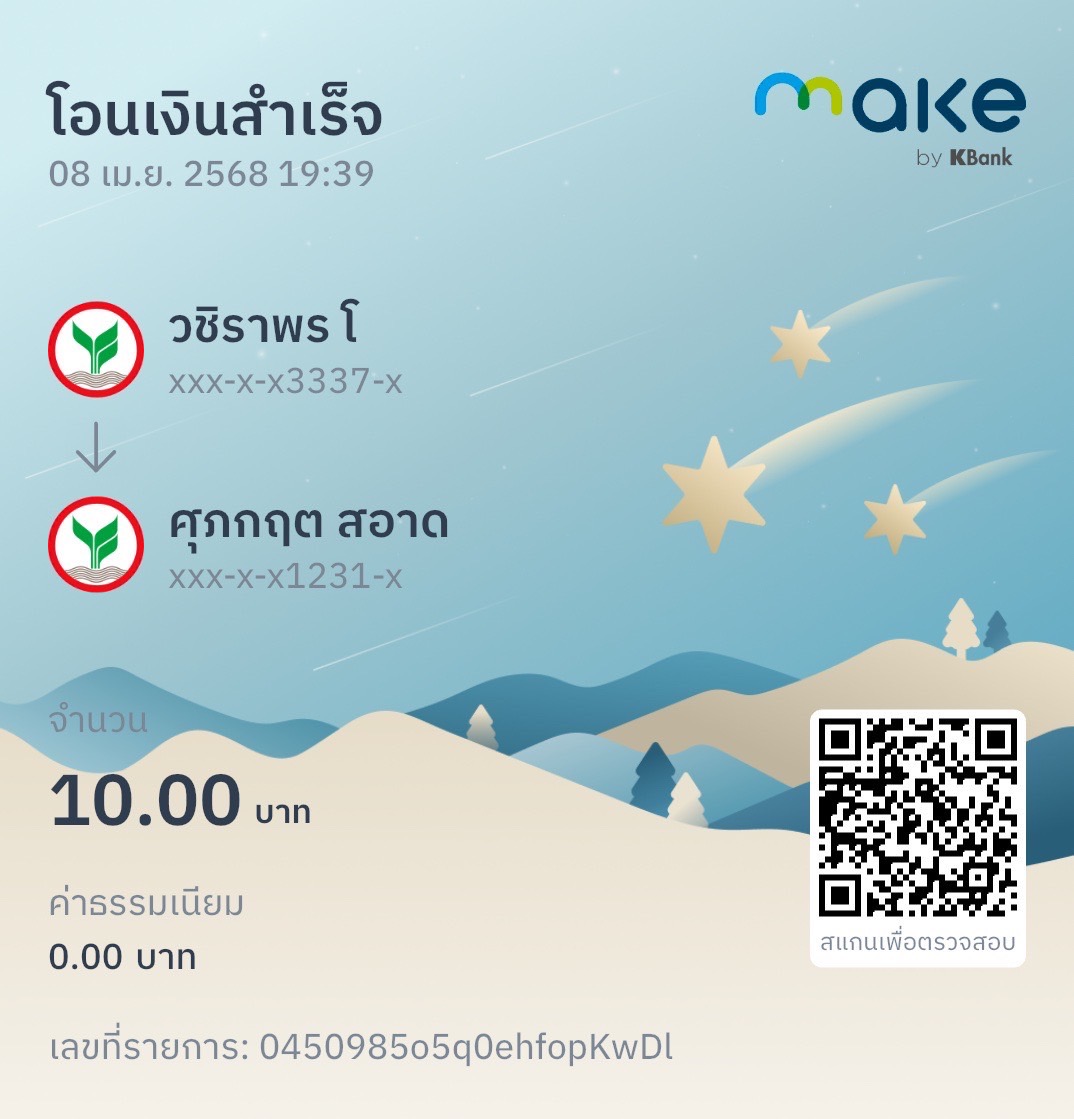 โอนเงินสำเร็จ
08 เม.ย. 2568 19:39
make
by KBank
วชิราพร โ
xxx-x-x3337-x
ศุภกฤต สอาด
xxx-x-x1231-x
จำนวน
10.00 บาท
ค่าธรรมเนียม
0.00 บาท
สแกนเพื่อตรวจสอบ
เลขที่รายการ: 0450985o5q0ehfopKwDl